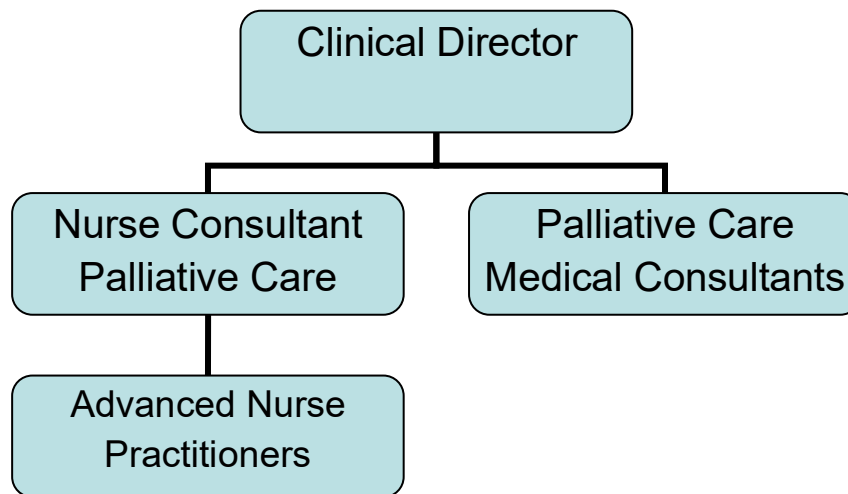 Clinical Director
Nurse Consultant
Palliative Care
Palliative Care
Medical Consultants
Advanced Nurse
Practitioners